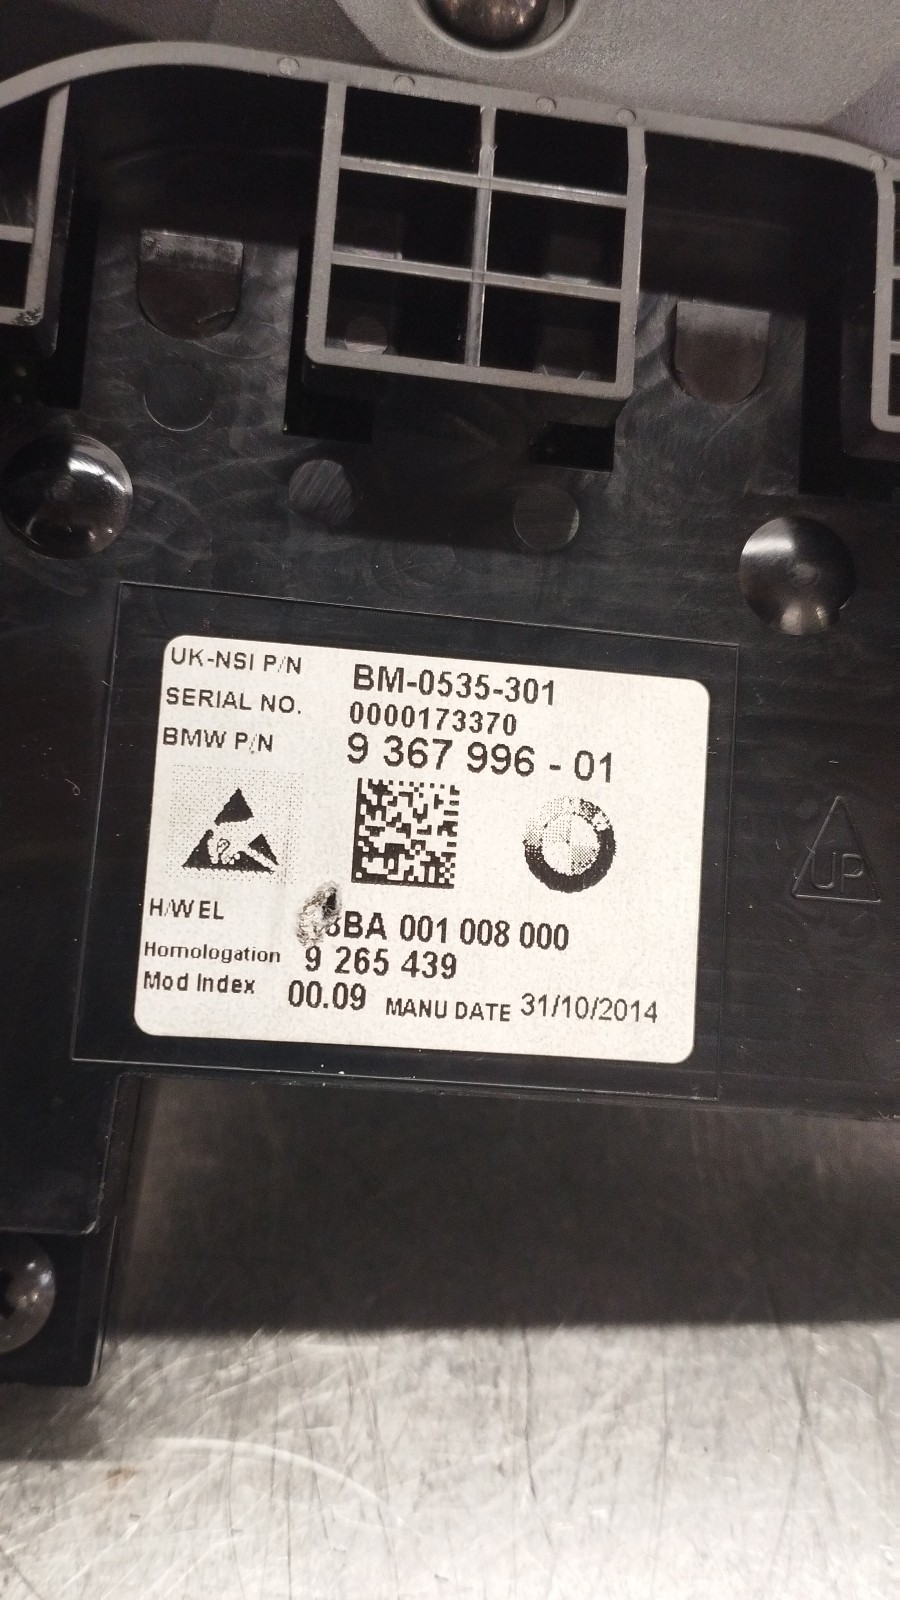 UK-NSI P/N BM-0535-301
SERIAL NO. 0000173370
BMW P/N 9 367 996 - 01
H/W EL 001 008 000
Homologation 9 265 439
Mod Index 00.09 MANU DATE 31/10/2014
UP